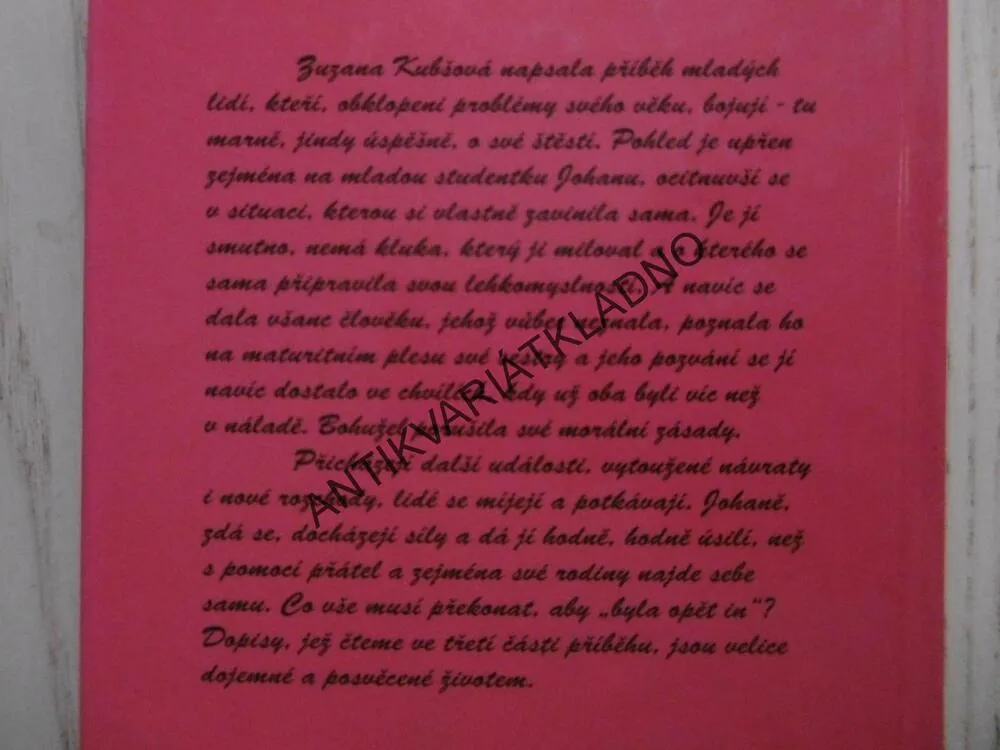 Zuzana Kubšová napsala příběh mladých
lidí, kteří, obklopeni problémy svého věku, bojují - tu
marně, jindy úspěšně, o své štěstí. Pohled je upřen
zejména na mladou studentku Johanu, ocitnuvší se
v situaci, kterou si vlastně zavinila sama. Je jí
smutno, nemá kluka, který ji miloval a o kterého se
sama připravila svou lehkomyslností. A navíc se
dala všanc člověku, jehož vůbec neznala, poznala ho
na maturitním plesu své sestry a jeho pozvání se jí
navíc dostalo ve chvílích, kdy už oba byli víc než
v náladě. Bohužel porušila své morální zásady.
Přicházejí další události, vytoužené návraty
i nové rozchody, lidé se míjejí a potkávají. Johaně,
zdá se, docházejí síly a dá jí hodně, hodně úsilí, než
s pomocí přátel a zejména své rodiny najde sebe
samu. Co vše musí překonat, aby „byla opět in“?
Dopisy, jež čteme ve třetí části příběhu, jsou velice
dojemné a posvěcené životem.
ANTIKVARIÁTKLADNO